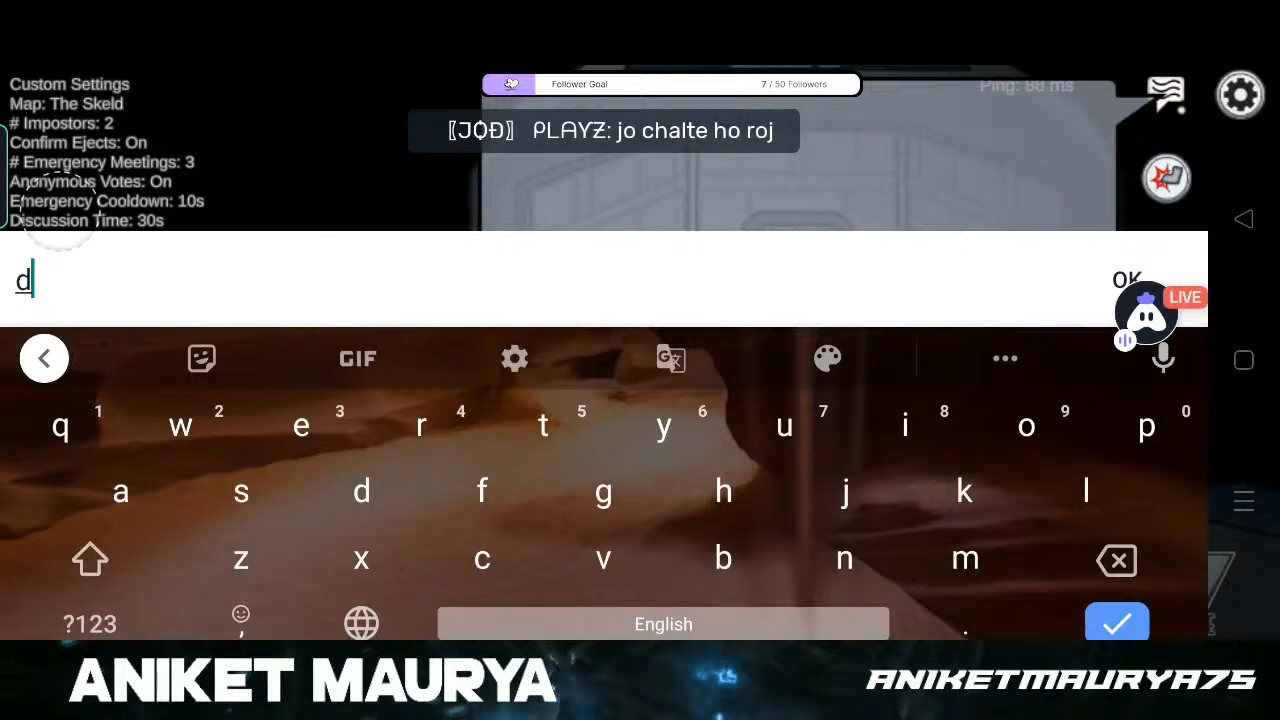 Custom Settings
Map: The Skeld
# Impostors: 2
Confirm Ejects: On
# Emergency Meetings: 3
Anonymous Votes: On
Emergency Cooldown: 10s
Discussion Time: 30s
Follower Goal 7 / 50 Followers
Ping: 88 ms
〖JOĐ〗 ᑭLᗩYƵ: jo chalte ho roj
d
OK
LIVE
GIF
q 1 w 2 e 3 r 4 t 5 y 6 u 7 i 8 o 9 p 0
a s d f g h j k l
z x c v b n m
?123 , English .
ANIKET MAURYA
ANIKETMAURYA75